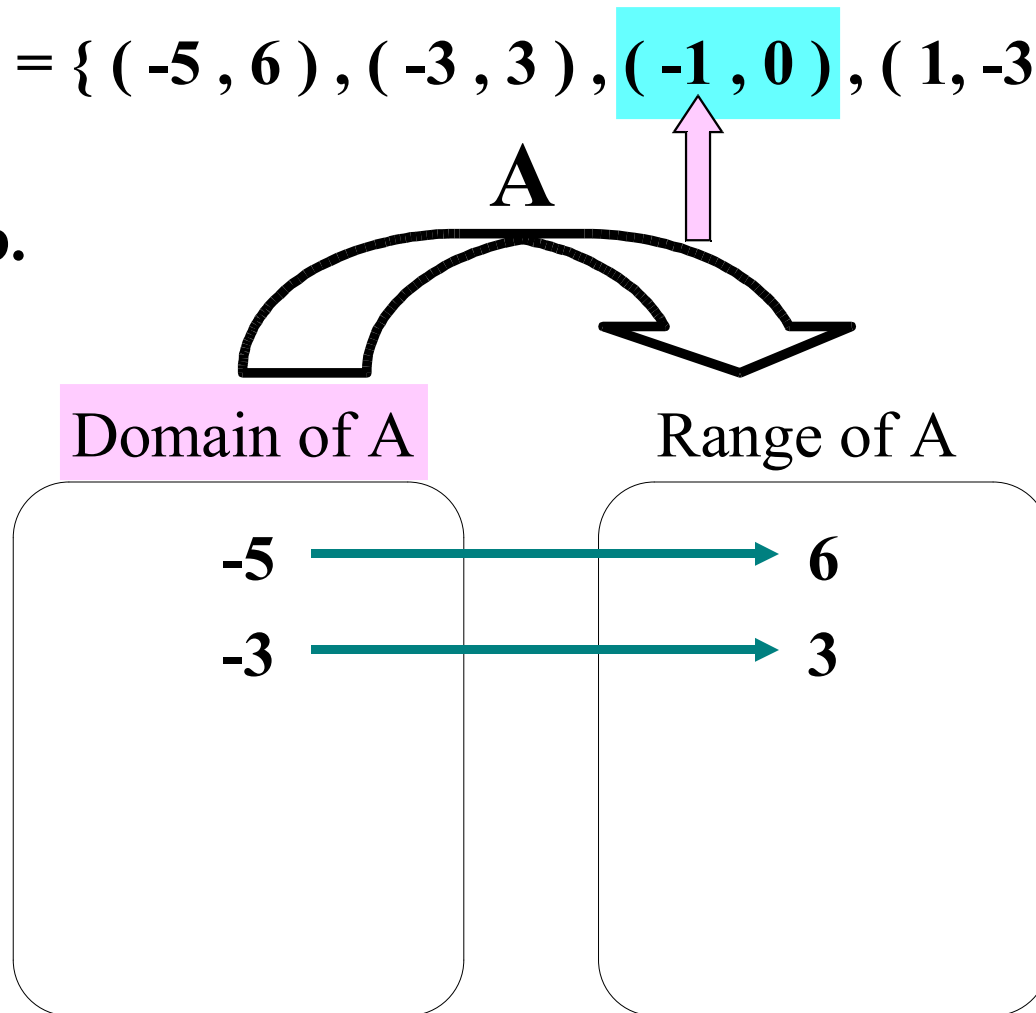 = { ( -5 , 6 ) , ( -3 , 3 ) , ( -1 , 0 ) , ( 1, -3
A
Domain of A Range of A
-5 6
-3 3